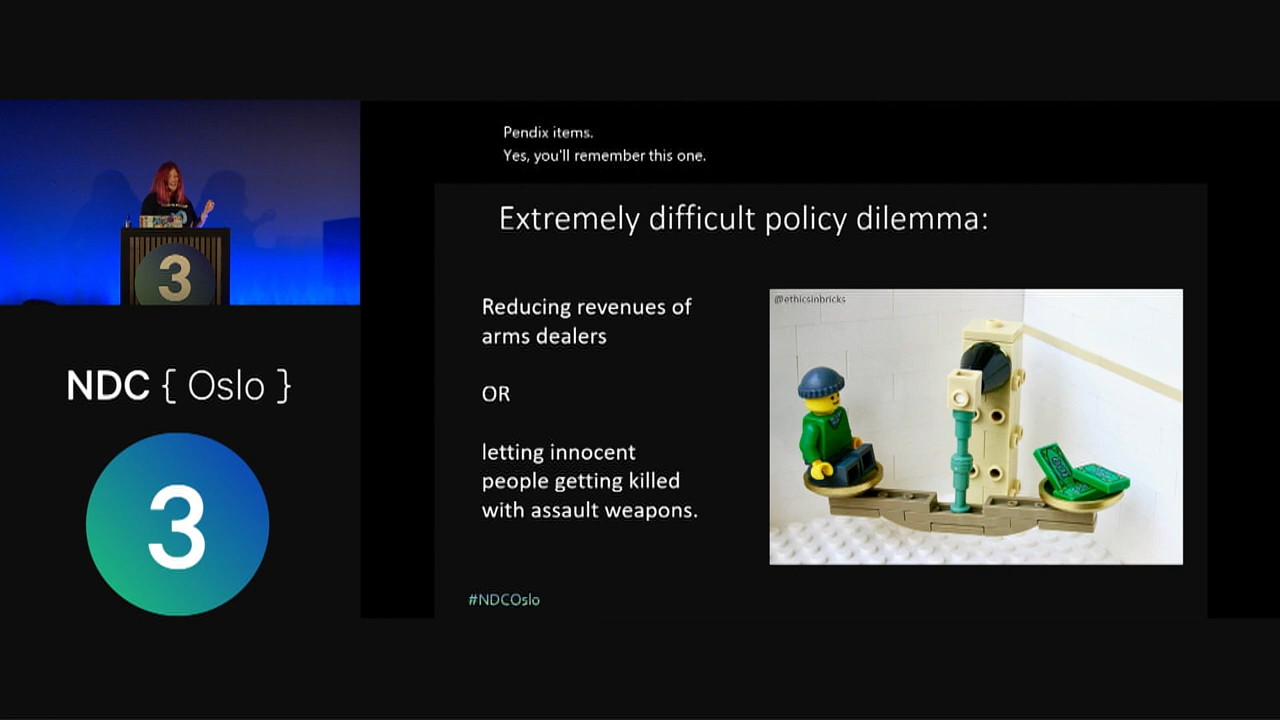 Pendix items.
Yes, you'll remember this one.
Extremely difficult policy dilemma:
Reducing revenues of
arms dealers
OR
letting innocent
people getting killed
with assault weapons.
@ethicsinbricks
#NDCOslo
3
NDC { Oslo }
3